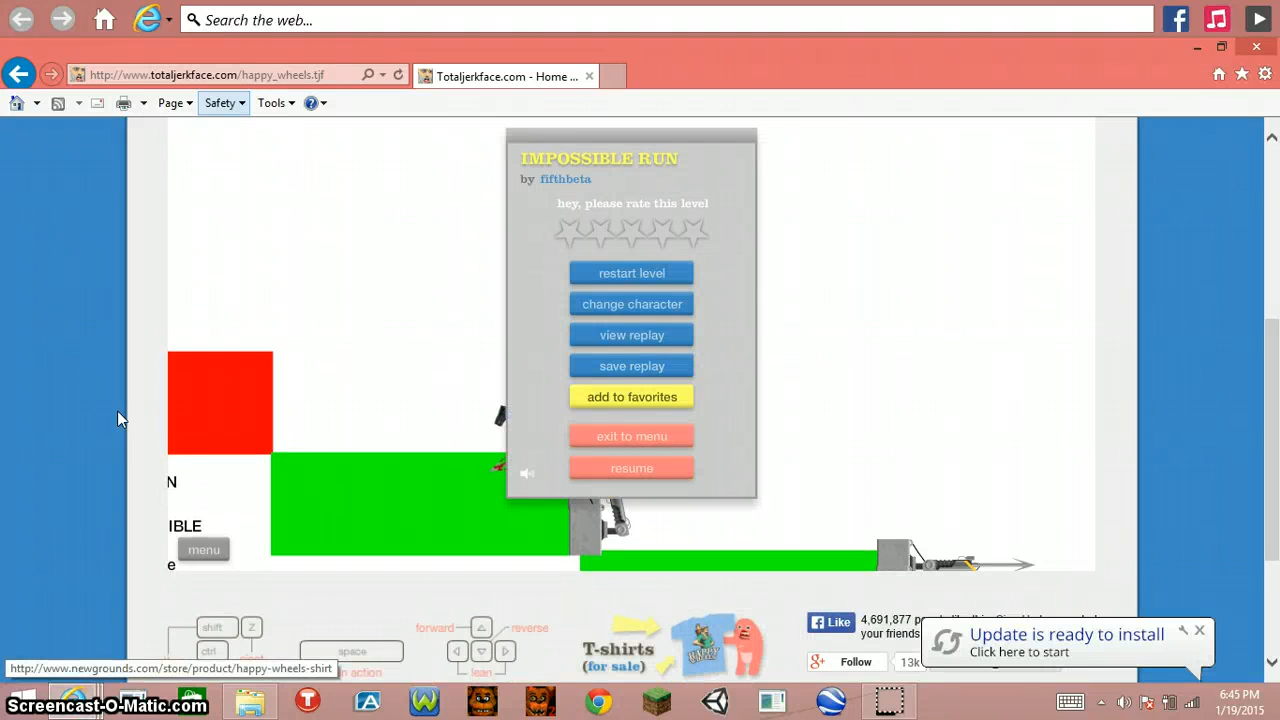 Search the web...
http://www.totaljerkface.com/happy_wheels.tjf
Totaljerkface.com - Home ...
Page
Safety
Tools
IMPOSSIBLE RUN
by fifthbeta
hey, please rate this level
restart level
change character
view replay
save replay
add to favorites
exit to menu
resume
N
IBLE
menu
e
shift
Z
ctrl
space
forward
reverse
lean
T-shirts
(for sale)
Like
4,691,877
your friends
Follow
13k
Update is ready to install
Click here to start
http://www.newgrounds.com/store/product/happy-wheels-shirt
Screencast-O-Matic.com
6:45 PM
1/19/2015